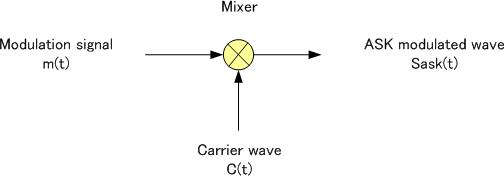 Mixer
Modulation signal
m(t)
ASK modulated wave
Sask(t)
Carrier wave
C(t)